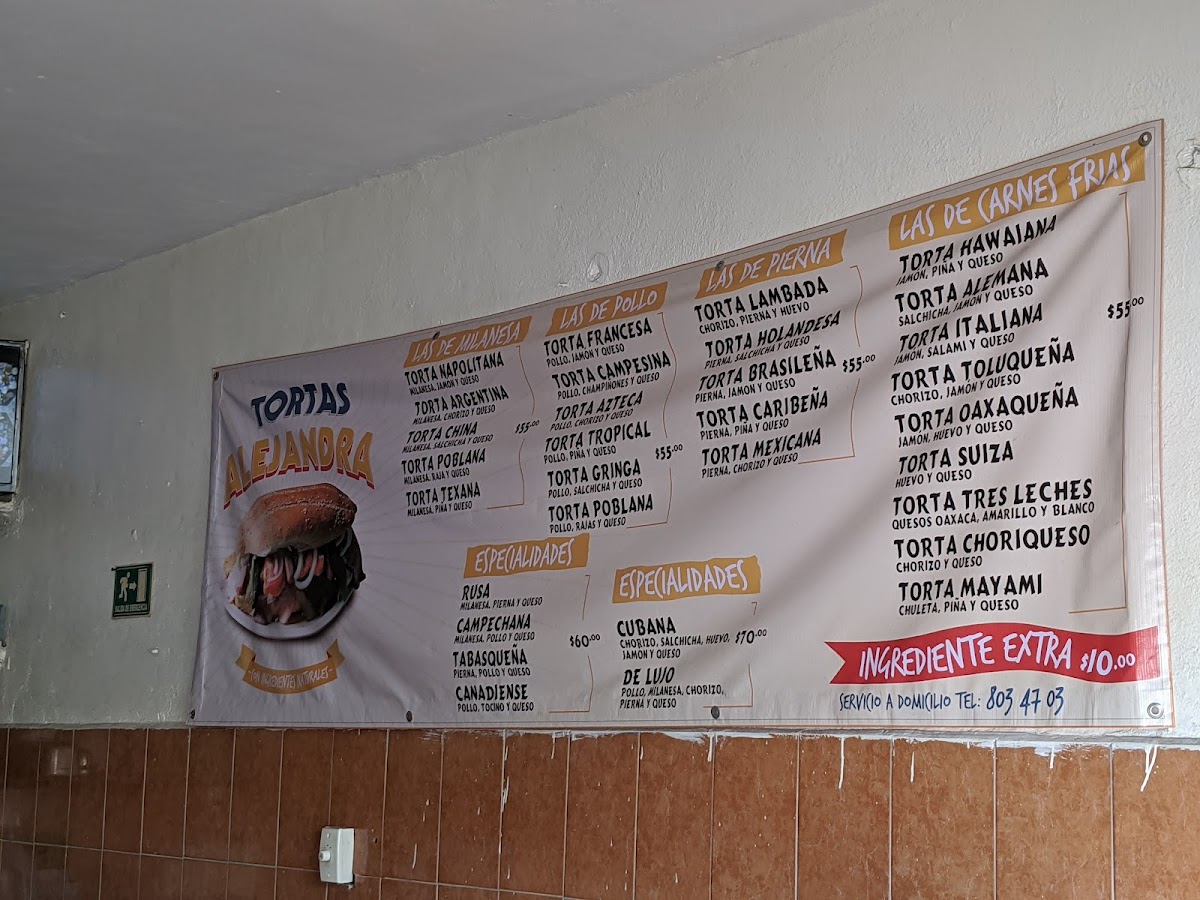 TORTAS
ALEJANDRA
-CON INGREDIENTES NATURALES-
LAS DE MILANESA
TORTA NAPOLITANA
MILANESA, JAMON Y QUESO
TORTA ARGENTINA
MILANESA, CHORIZO Y QUESO
TORTA CHINA
MILANESA, SALCHICHA Y QUESO
TORTA POBLANA
MILANESA, RAJA Y QUESO
TORTA TEXANA
MILANESA, PIÑA Y QUESO
$55.00
LAS DE POLLO
TORTA FRANCESA
POLLO, JAMON Y QUESO
TORTA CAMPESINA
POLLO, CHAMPIÑONES Y QUESO
TORTA AZTECA
POLLO, CHORIZO Y QUESO
TORTA TROPICAL
POLLO, PIÑA Y QUESO
TORTA GRINGA
POLLO, SALCHICHA Y QUESO
TORTA POBLANA
POLLO, RAJAS Y QUESO
$55.00
LAS DE PIERNA
TORTA LAMBADA
CHORIZO, PIERNA Y HUEVO
TORTA HOLANDESA
PIERNA, SALCHICHA Y QUESO
TORTA BRASILEÑA
PIERNA, JAMON Y QUESO
TORTA CARIBEÑA
PIERNA, PIÑA Y QUESO
TORTA MEXICANA
PIERNA, CHORIZO Y QUESO
$55.00
LAS DE CARNES FRIAS
TORTA HAWAIANA
JAMON, PIÑA Y QUESO
TORTA ALEMANA
SALCHICHA, JAMON Y QUESO
TORTA ITALIANA
JAMON, SALAMI Y QUESO
TORTA TOLUQUEÑA
CHORIZO, JAMON Y QUESO
TORTA OAXAQUEÑA
JAMON, HUEVO Y QUESO
TORTA SUIZA
HUEVO Y QUESO
TORTA TRES LECHES
QUESOS OAXACA, AMARILLO Y BLANCO
TORTA CHORIQUESO
CHORIZO Y QUESO
TORTA MAYAMI
CHULETA, PIÑA Y QUESO
$55.00
ESPECIALIDADES
RUSA
MILANESA, PIERNA Y QUESO
CAMPECHANA
MILANESA, POLLO Y QUESO
TABASQUEÑA
PIERNA, POLLO Y QUESO
CANADIENSE
POLLO, TOCINO Y QUESO
$60.00
ESPECIALIDADES
CUBANA
CHORIZO, SALCHICHA, HUEVO,
JAMON Y QUESO
DE LUJO
POLLO, MILANESA, CHORIZO,
PIERNA Y QUESO
$70.00
INGREDIENTE EXTRA $10.00
SERVICIO A DOMICILIO TEL: 803 47 03
SALIDA DE EMERGENCIA